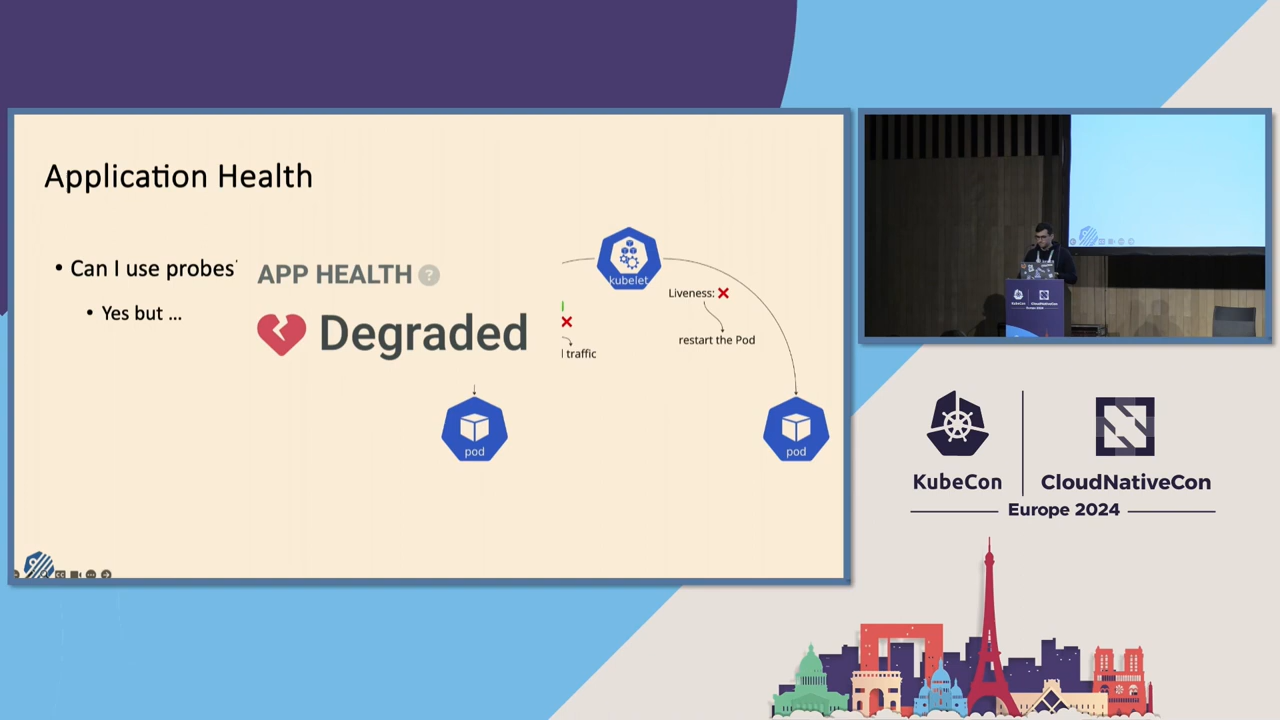 Application Health
• Can I use probes
• Yes but ...
APP HEALTH ?
Degraded
kubelet
Liveness:
restart the Pod
traffic
pod
pod
KubeCon
CloudNativeCon
Europe 2024